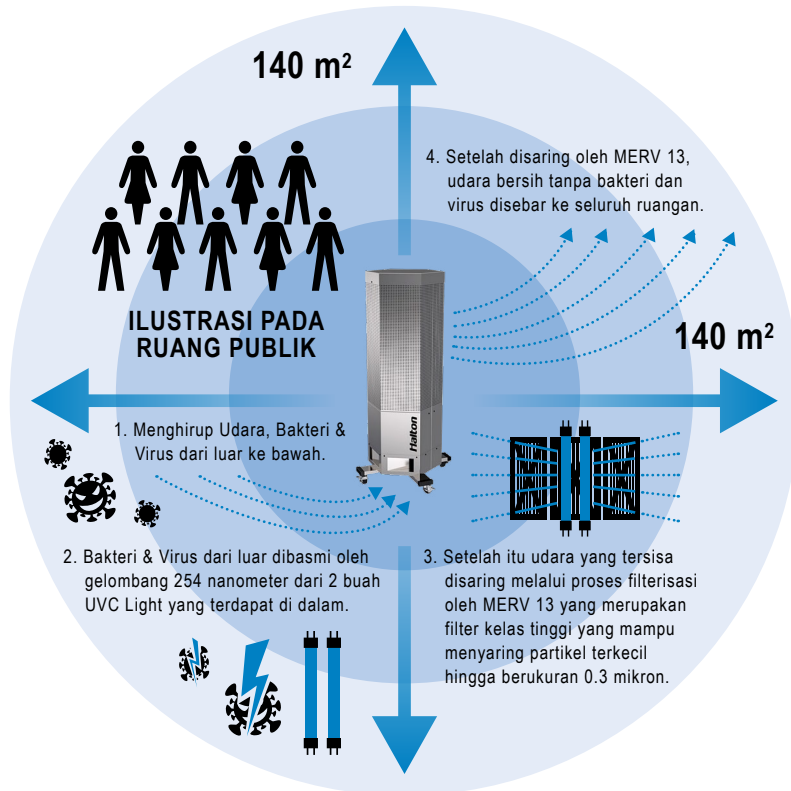 140 m²
4. Setelah disaring oleh MERV 13,
udara bersih tanpa bakteri dan
virus disebar ke seluruh ruangan.
ILUSTRASI PADA
RUANG PUBLIK
140 m²
Halton
1. Menghirup Udara, Bakteri &
Virus dari luar ke bawah.
2. Bakteri & Virus dari luar dibasmi oleh
gelombang 254 nanometer dari 2 buah
UVC Light yang terdapat di dalam.
3. Setelah itu udara yang tersisa
disaring melalui proses filterisasi
oleh MERV 13 yang merupakan
filter kelas tinggi yang mampu
menyaring partikel terkecil
hingga berukuran 0.3 mikron.